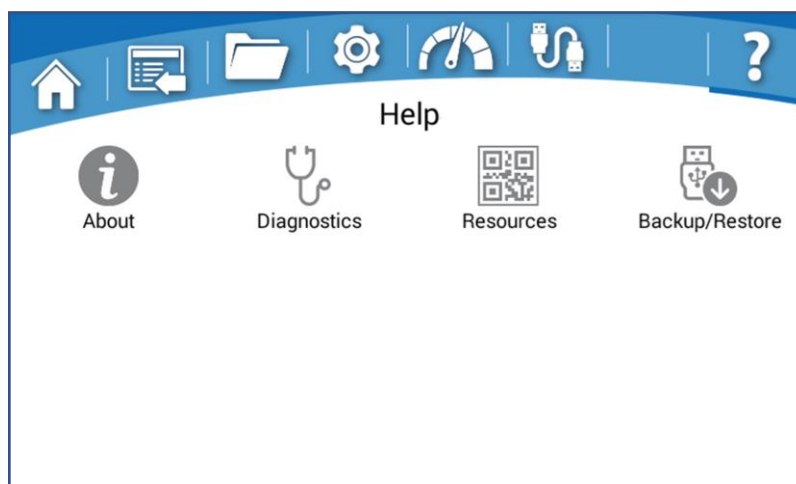 Help
About
Diagnostics
Resources
Backup/Restore